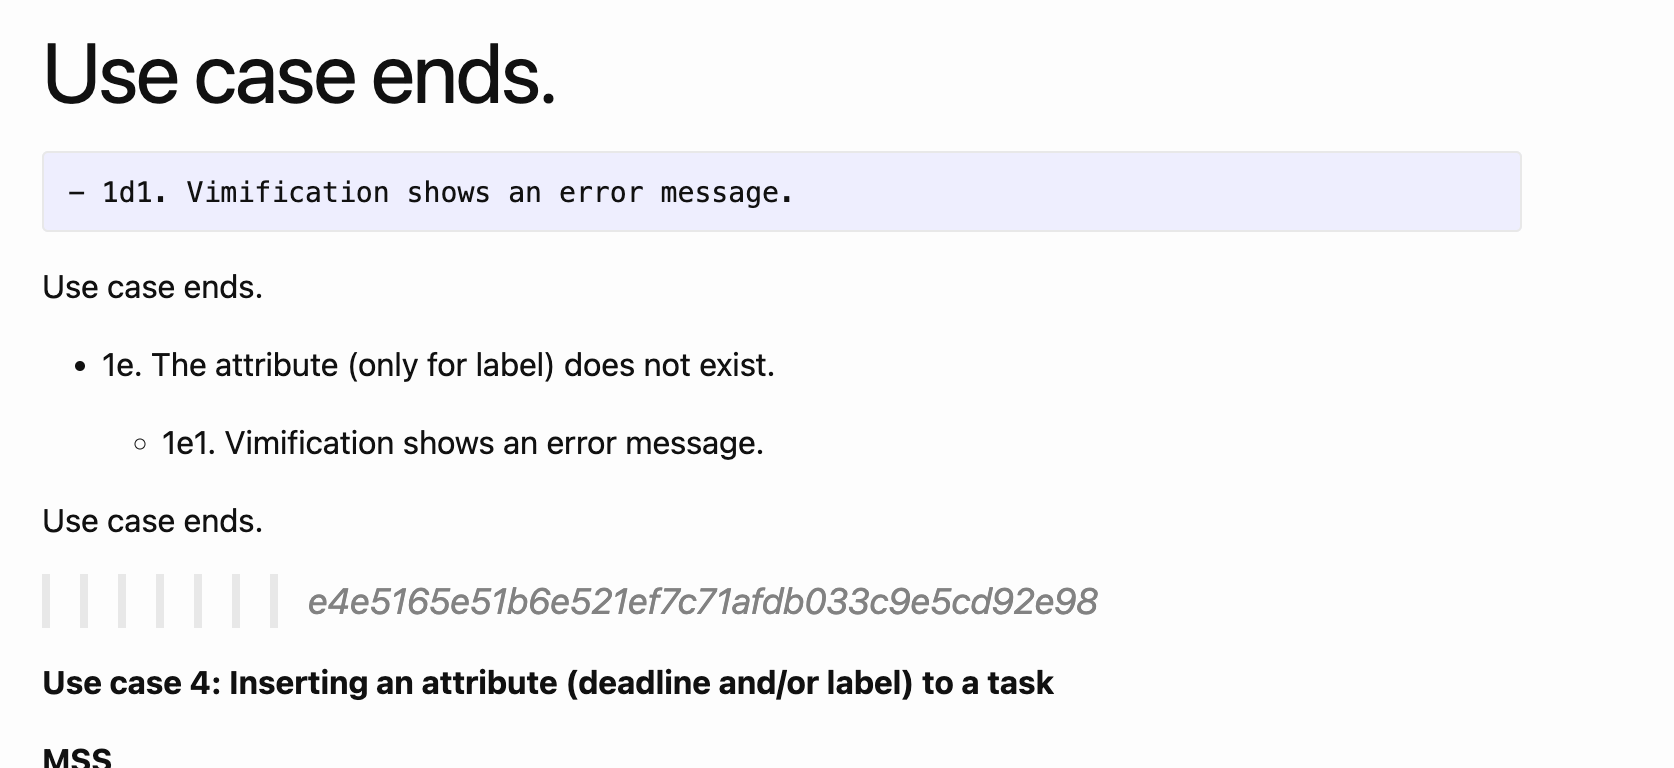 Use case ends.
– 1d1. Vimification shows an error message.
Use case ends.
• 1e. The attribute (only for label) does not exist.
◦ 1e1. Vimification shows an error message.
Use case ends.
e4e5165e51b6e521ef7c71afdb033c9e5cd92e98
Use case 4: Inserting an attribute (deadline and/or label) to a task
MSS